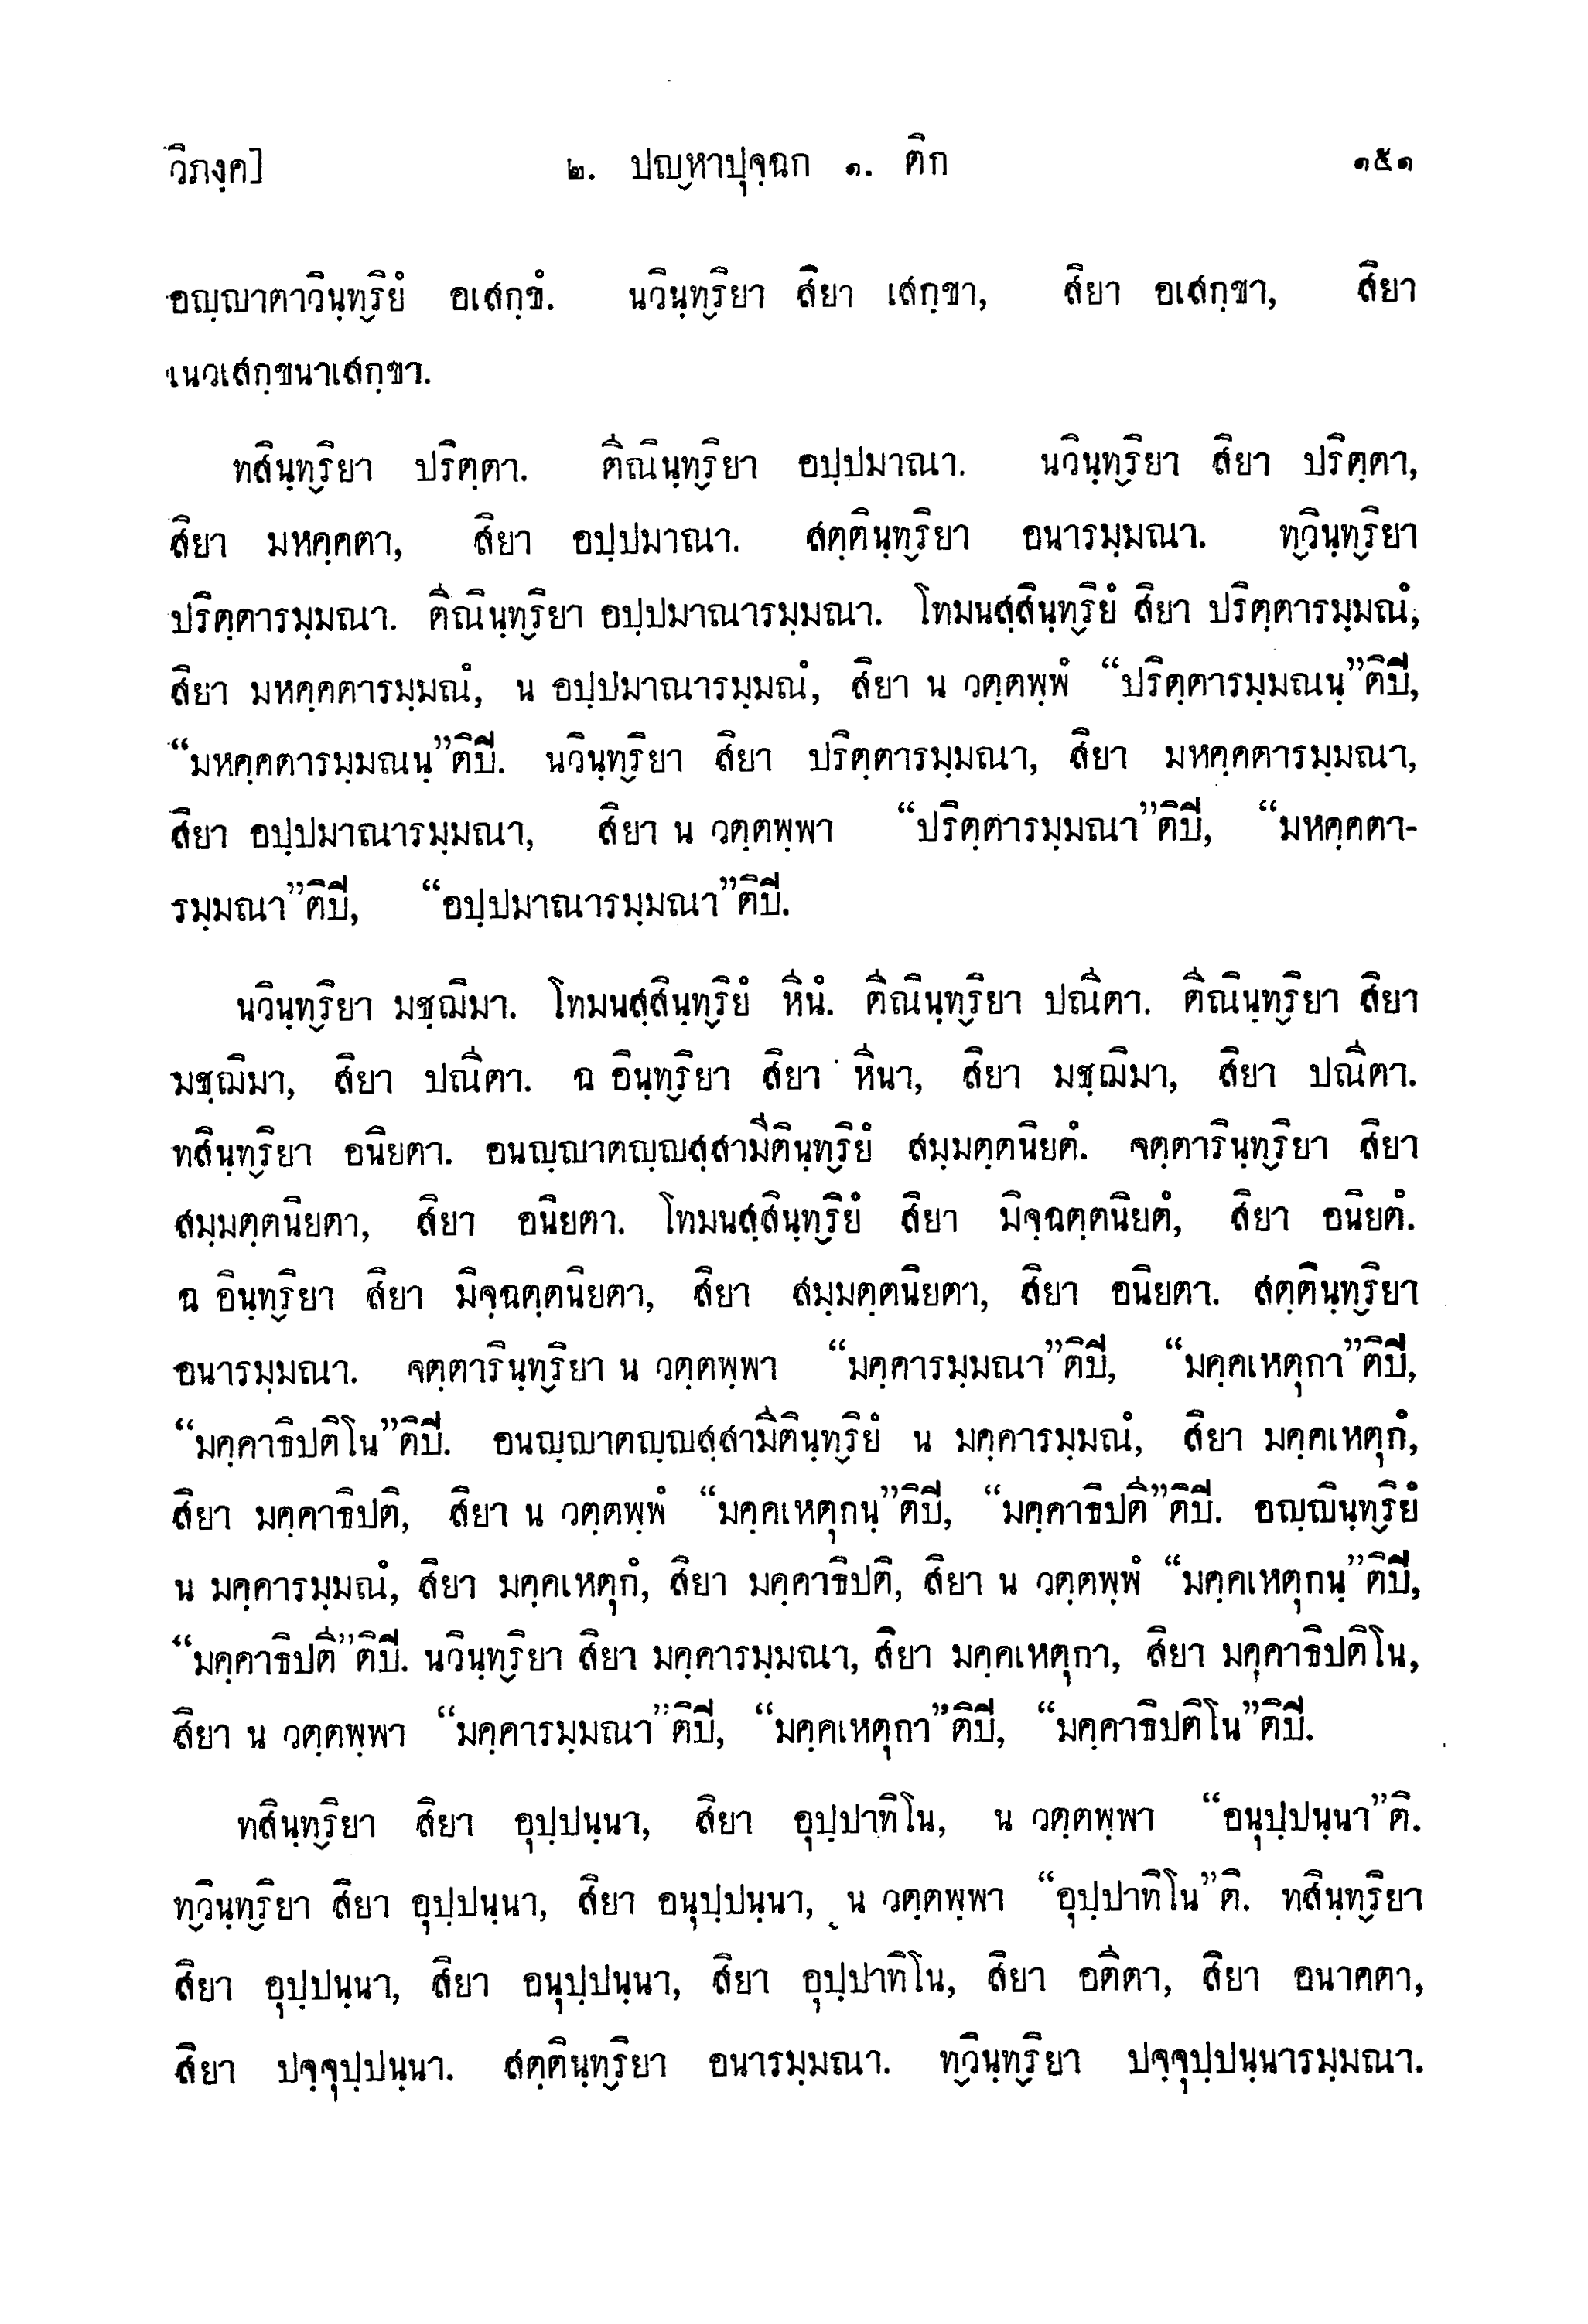 วิภงฺค]	๒. ปญฺหาปุจฺฉก ๑. ติก	๑๕๑
อญฺญาตาวินฺทฺริยํ อเสกฺขํ. นวินฺทฺริยา สิยา เสกฺขา, สิยา อเสกฺขา, สิยา
เนวเสกฺขนาเสกฺขา.
ทสินฺทฺริยา ปริตฺตา. ตีณินฺทฺริยา อปฺปมาณา. นวินฺทฺริยา สิยา ปริตฺตา,
สิยา มหคฺคตา, สิยา อปฺปมาณา. สตฺตินฺทฺริยา อนารมฺมณา. ทฺวินฺทฺริยา
ปริตฺตารมฺมณา. ตีณินฺทฺริยา อปฺปมาณารมฺมณา. โทมนสฺสินฺทฺริยํ สิยา ปริตฺตารมฺมณํ,
สิยา มหคฺคตารมฺมณํ, น อปฺปมาณารมฺมณํ, สิยา น วตฺตพฺพํ “ปริตฺตารมฺมณนฺ”ติปี,
“มหคฺคตารมฺมณนฺ”ติปี. นวินฺทฺริยา สิยา ปริตฺตารมฺมณา, สิยา มหคฺคตารมฺมณา,
สิยา อปฺปมาณารมฺมณา, สิยา น วตฺตพฺพา “ปริตฺตารมฺมณา”ติปี, “มหคฺคตา-
รมฺมณา”ติปี, “อปฺปมาณารมฺมณา”ติปี.
นวินฺทฺริยา มชฺฌิมา. โทมนสฺสินฺทฺริยํ หีนํ. ตีณินฺทฺริยา ปณีตา. ตีณินฺทฺริยา สิยา
มชฺฌิมา, สิยา ปณีตา. ฉ อินฺทฺริยา สิยา หีนา, สิยา มชฺฌิมา, สิยา ปณีตา.
ทสินฺทฺริยา อนิยตา. อนญฺญาตญฺญสฺสามีตินฺทฺริยํ สมฺมตฺตนิยตํ. จตฺตารินฺทฺริยา สิยา
สมฺมตฺตนิยตา, สิยา อนิยตา. โทมนสฺสินฺทฺริยํ สิยา มิจฺฉตฺตนิยตํ, สิยา อนิยตํ.
ฉ อินฺทฺริยา สิยา มิจฺฉตฺตนิยตา, สิยา สมฺมตฺตนิยตา, สิยา อนิยตา. สตฺตินฺทฺริยา
อนารมฺมณา. จตฺตารินฺทฺริยา น วตฺตพฺพา “มคฺคารมฺมณา”ติปี, “มคฺคเหตุกา”ติปี,
“มคฺคาธิปติโน”ติปี. อนญฺญาตญฺญสฺสามีตินฺทฺริยํ น มคฺคารมฺมณํ, สิยา มคฺคเหตุกํ,
สิยา มคฺคาธิปติ, สิยา น วตฺตพฺพํ “มคฺคเหตุกนฺ”ติปี, “มคฺคาธิปตี”ติปี. อญฺญินฺทฺริยํ
น มคฺคารมฺมณํ, สิยา มคฺคเหตุกํ, สิยา มคฺคาธิปติ, สิยา น วตฺตพฺพํ “มคฺคเหตุกนฺ”ติปี,
“มคฺคาธิปตี”ติปี. นวินฺทฺริยา สิยา มคฺคารมฺมณา, สิยา มคฺคเหตุกา, สิยา มคฺคาธิปติโน,
สิยา น วตฺตพฺพา “มคฺคารมฺมณา”ติปี, “มคฺคเหตุกา”ติปี, “มคฺคาธิปติโน”ติปี.
ทสินฺทฺริยา สิยา อุปฺปนฺนา, สิยา อุปฺปาทิโน, น วตฺตพฺพา “อนุปฺปนฺนา”ติ.
ทฺวินฺทฺริยา สิยา อุปฺปนฺนา, สิยา อนุปฺปนฺนา, น วตฺตพฺพา “อุปฺปาทิโน”ติ. ทสินฺทฺริยา
สิยา อุปฺปนฺนา, สิยา อนุปฺปนฺนา, สิยา อุปฺปาทิโน, สิยา อตีตา, สิยา อนาคตา,
สิยา ปจฺจุปฺปนฺนา. สตฺตินฺทฺริยา อนารมฺมณา. ทฺวินฺทฺริยา ปจฺจุปฺปนฺนารมฺมณา.